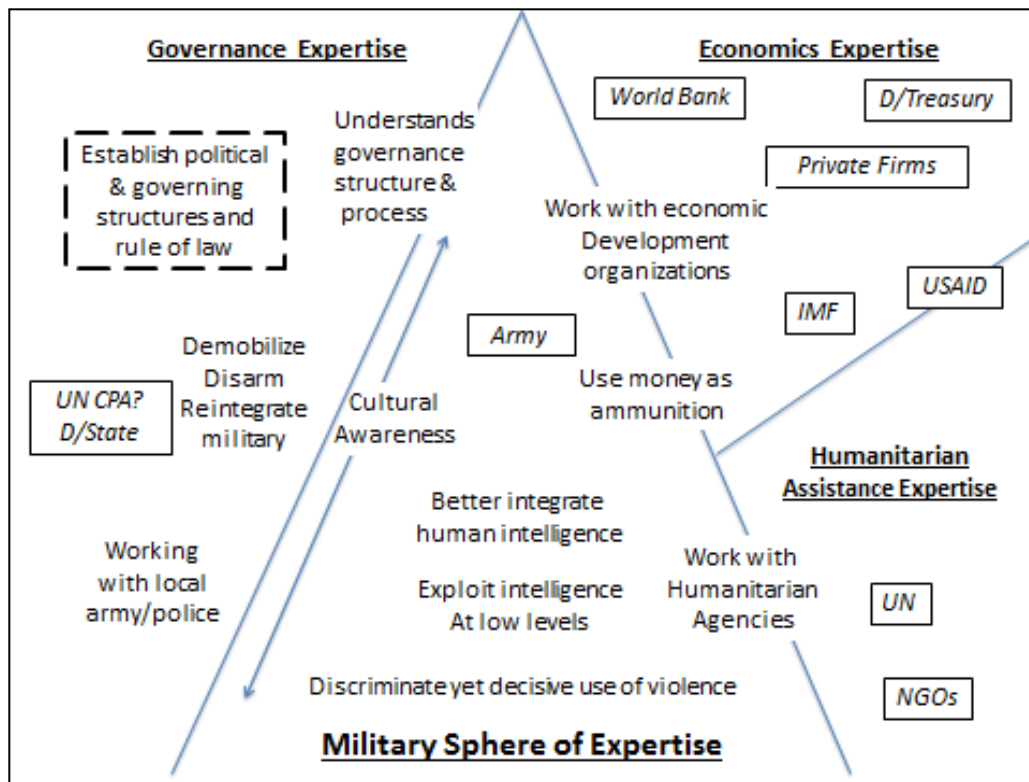 Governance Expertise
Economics Expertise
World Bank
D/Treasury
Private Firms
Understands
governance
structure &
process
Establish political
& governing
structures and
rule of law
Work with economic
Development
organizations
USAID
IMF
Army
Demobilize
Disarm
Reintegrate
military
UN CPA?
D/State
Cultural
Awareness
Use money as
ammunition
Humanitarian
Assistance Expertise
Better integrate
human intelligence
Working
with local
army/police
Exploit intelligence
At low levels
Work with
Humanitarian
Agencies
UN
Discriminate yet decisive use of violence
NGOs
Military Sphere of Expertise